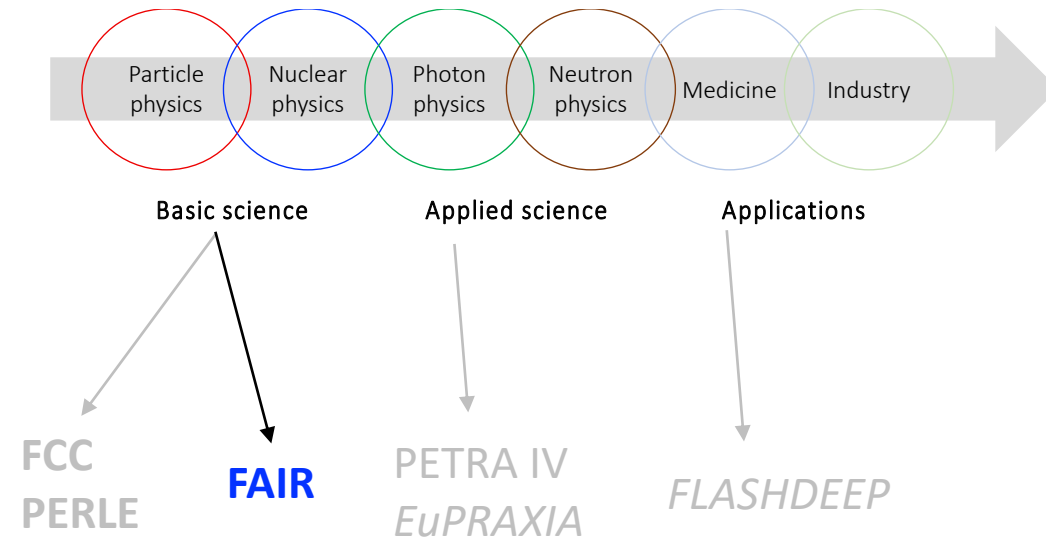 Particle
physics
Nuclear
physics
Photon
physics
Neutron
physics
Medicine
Industry
Basic science
Applied science
Applications
FCC
PERLE
FAIR
PETRA IV
EuPRAXIA
FLASHDEEP